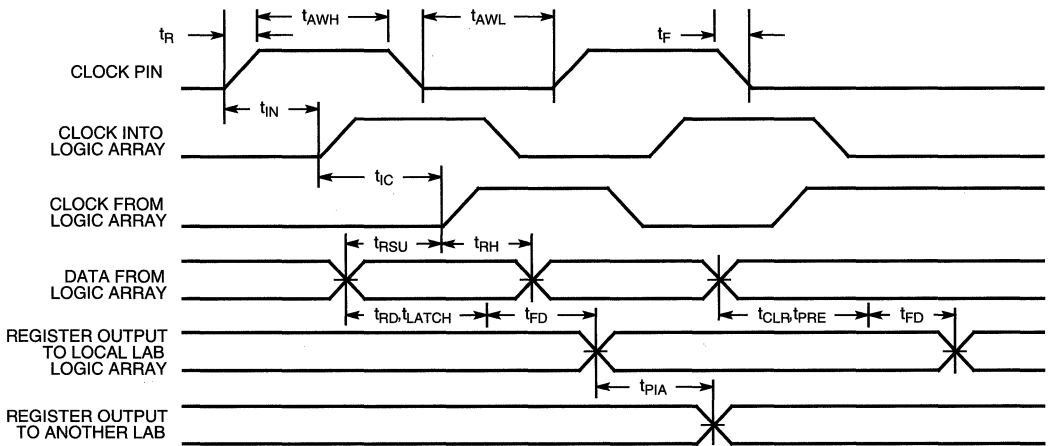 tAWH
tAWL
tR
tF
CLOCK PIN
tIN
CLOCK INTO
LOGIC ARRAY
tIC
CLOCK FROM
LOGIC ARRAY
tRSU
tRH
DATA FROM
LOGIC ARRAY
tRD,tLATCH
tFD
tCLR,tPRE
tFD
REGISTER OUTPUT
TO LOCAL LAB
LOGIC ARRAY
tPIA
REGISTER OUTPUT
TO ANOTHER LAB